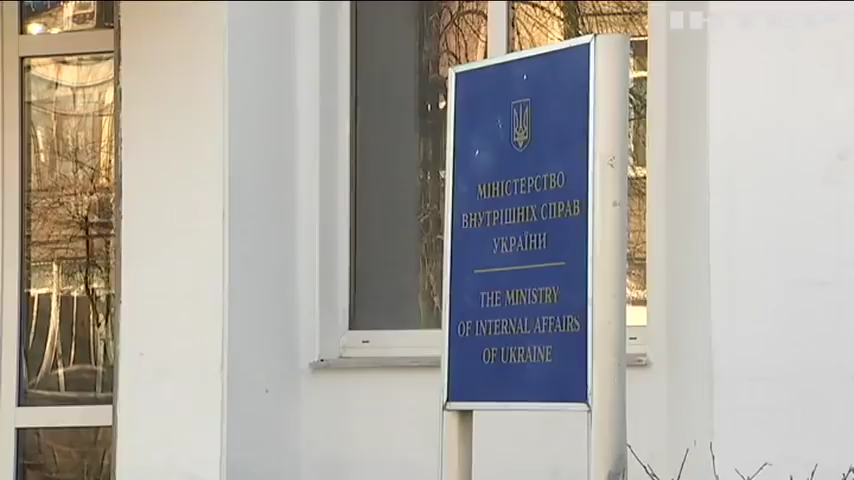 МІНІСТЕРСТВО
ВНУТРІШНІХ СПРАВ
УКРАЇНИ
THE MINISTRY
OF INTERNAL AFFAIRS
OF UKRAINE